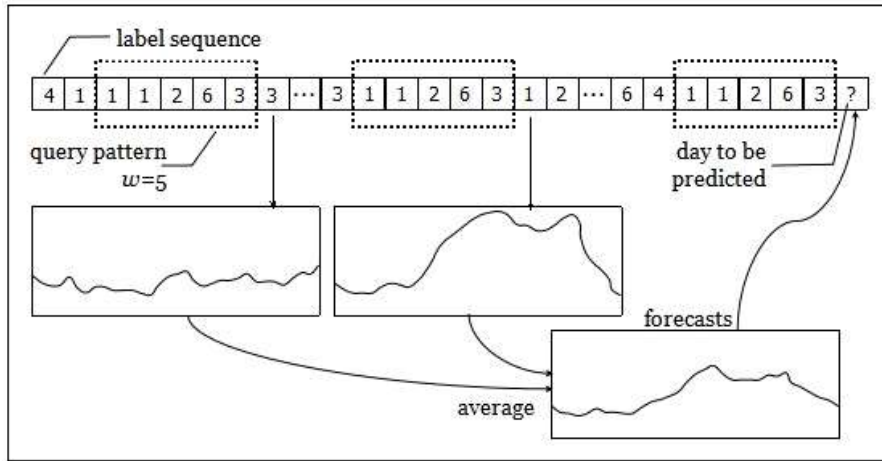 label sequence
4 1 1 1 2 6 3 3 ... 3 1 1 2 6 3 1 2 ... 6 4 1 1 2 6 3 ?
query pattern
w=5
day to be
predicted
forecasts
average